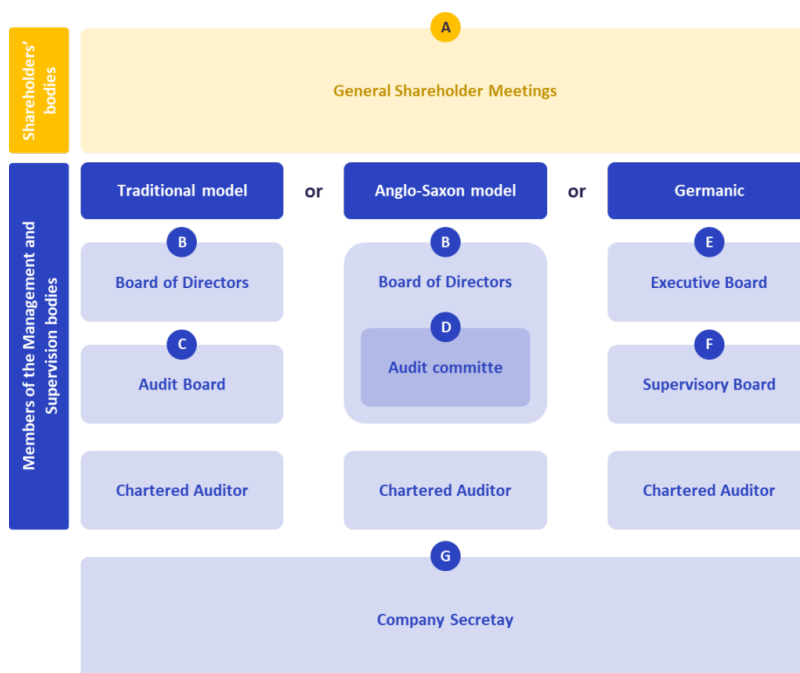 A
Shareholders'
bodies
General Shareholder Meetings
Members of the Management and
Supervision bodies
Traditional model
or
Anglo-Saxon model
or
Germanic
B
Board of Directors
B
Board of Directors
E
Executive Board
C
Audit Board
D
Audit committe
F
Supervisory Board
Chartered Auditor
Chartered Auditor
Chartered Auditor
G
Company Secretay